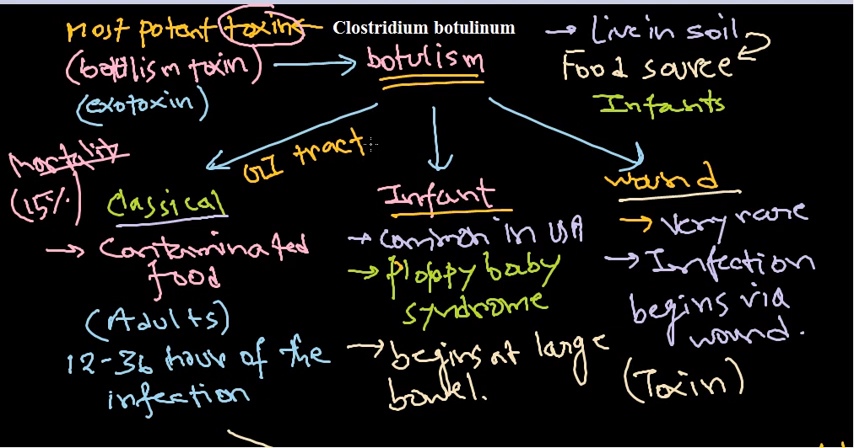 Most potent toxin Clostridium botulinum
(botulism toxin) → botulism
(exotoxin)
→ Live in soil
Food source
Infants
GI tract
Mortality
(15%)
Classical
→ Contaminated
food
(Adults)
12-36 hour of the
infection
Infant
→ common in USA
→ Ploppy baby
syndrome
→ begins at large
bowel.
wound
→ Very rare
→ Infection
begins via
wound.
(Toxin)